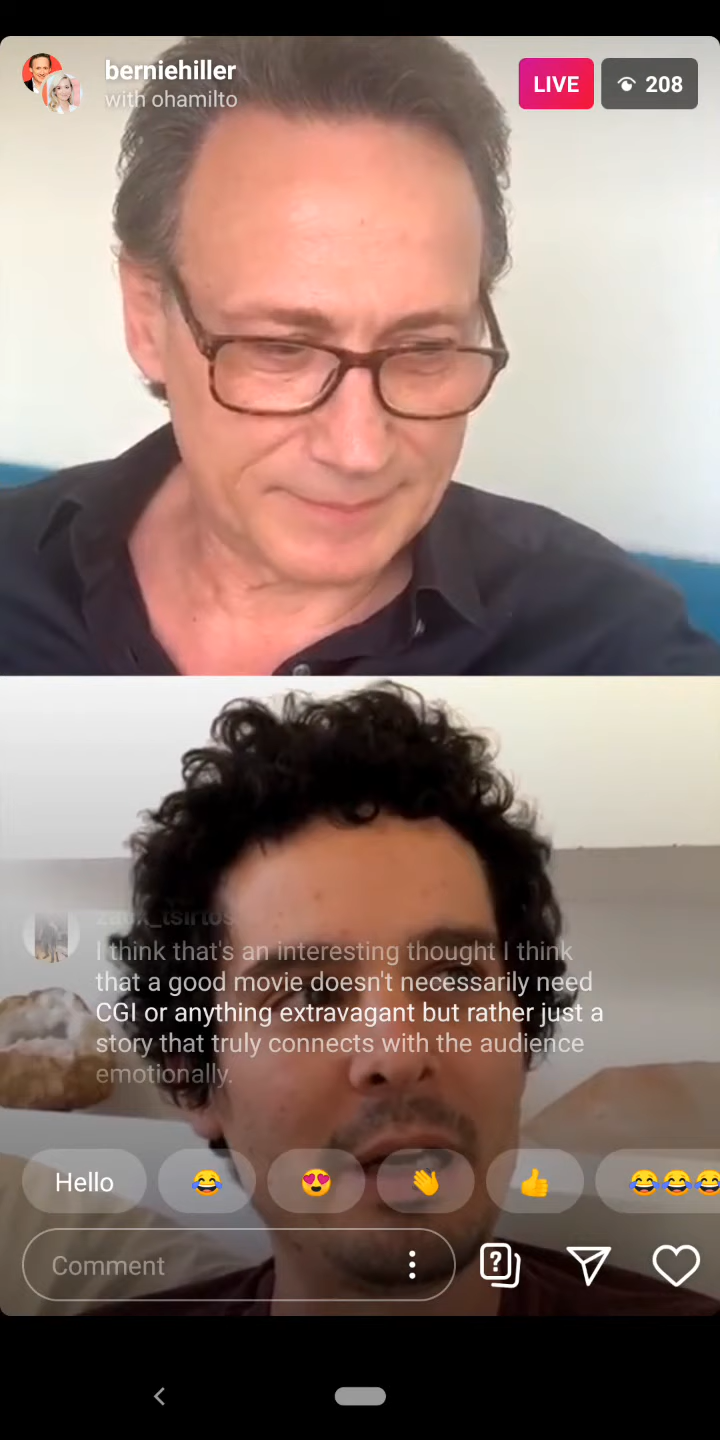 berniehiller
with ohamilto
LIVE
208
I think that's an interesting thought I think
that a good movie doesn't necessarily need
CGI or anything extravagant but rather just a
story that truly connects with the audience
emotionally.
Hello
Comment